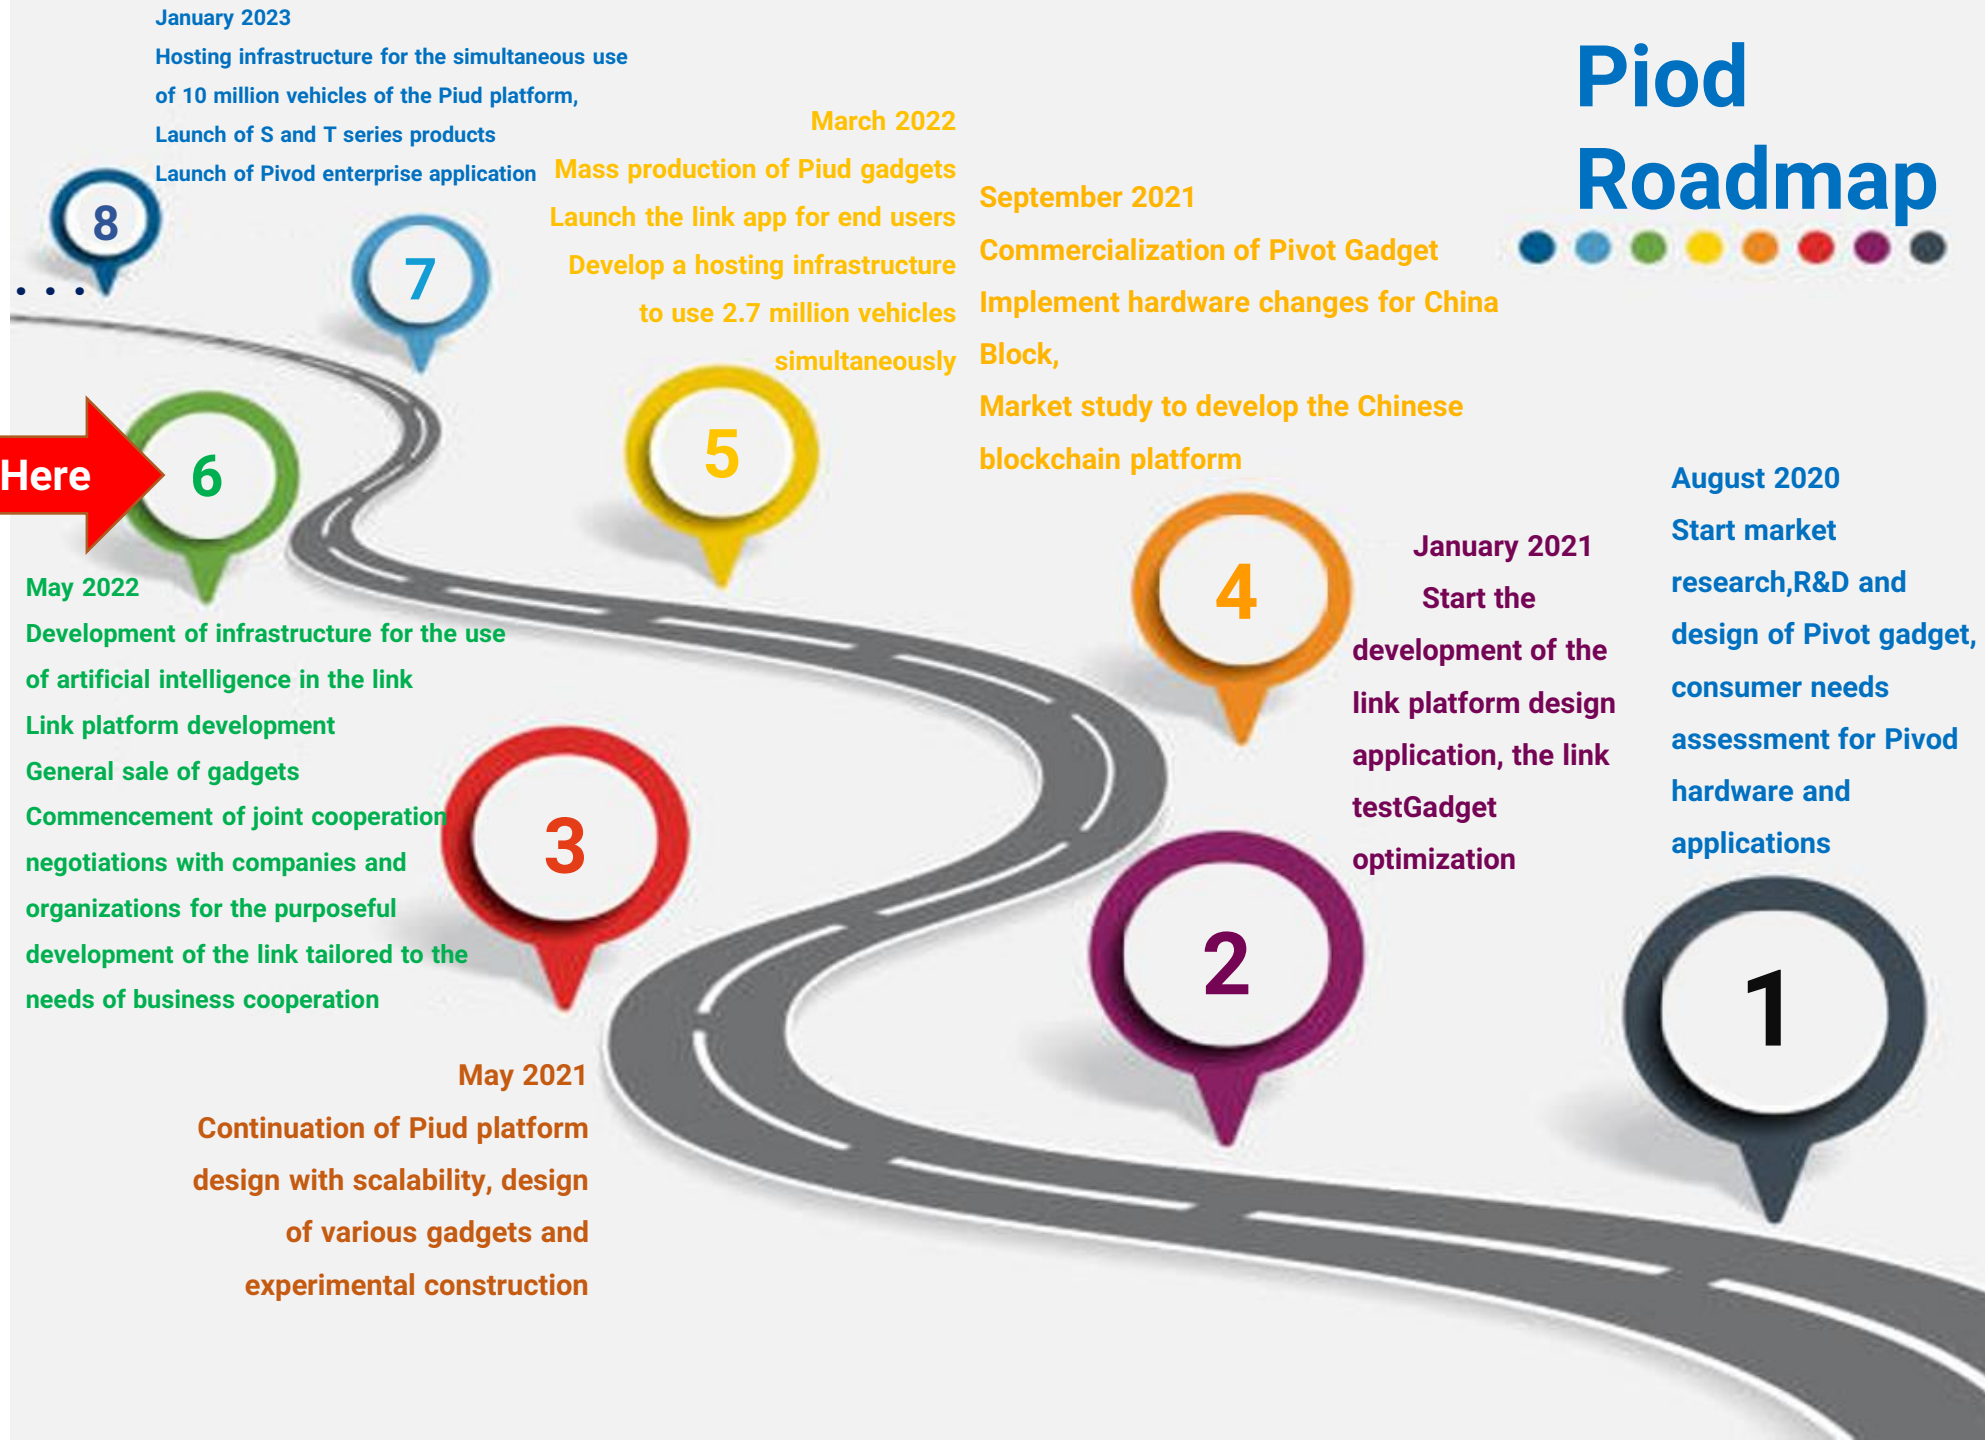 Piod
Roadmap
January 2023
Hosting infrastructure for the simultaneous use
of 10 million vehicles of the Piud platform,
Launch of S and T series products
Launch of Pivod enterprise application
8
...
7
March 2022
Mass production of Piud gadgets
Launch the link app for end users
Develop a hosting infrastructure
to use 2.7 million vehicles
simultaneously
5
September 2021
Commercialization of Pivot Gadget
Implement hardware changes for China
Block,
Market study to develop the Chinese
blockchain platform
4
Here
6
May 2022
Development of infrastructure for the use
of artificial intelligence in the link
Link platform development
General sale of gadgets
Commencement of joint cooperation
negotiations with companies and
organizations for the purposeful
development of the link tailored to the
needs of business cooperation
3
May 2021
Continuation of Piud platform
design with scalability, design
of various gadgets and
experimental construction
January 2021
Start the
development of the
link platform design
application, the link
testGadget
optimization
2
August 2020
Start market
research,R&D and
design of Pivot gadget,
consumer needs
assessment for Pivod
hardware and
applications
1